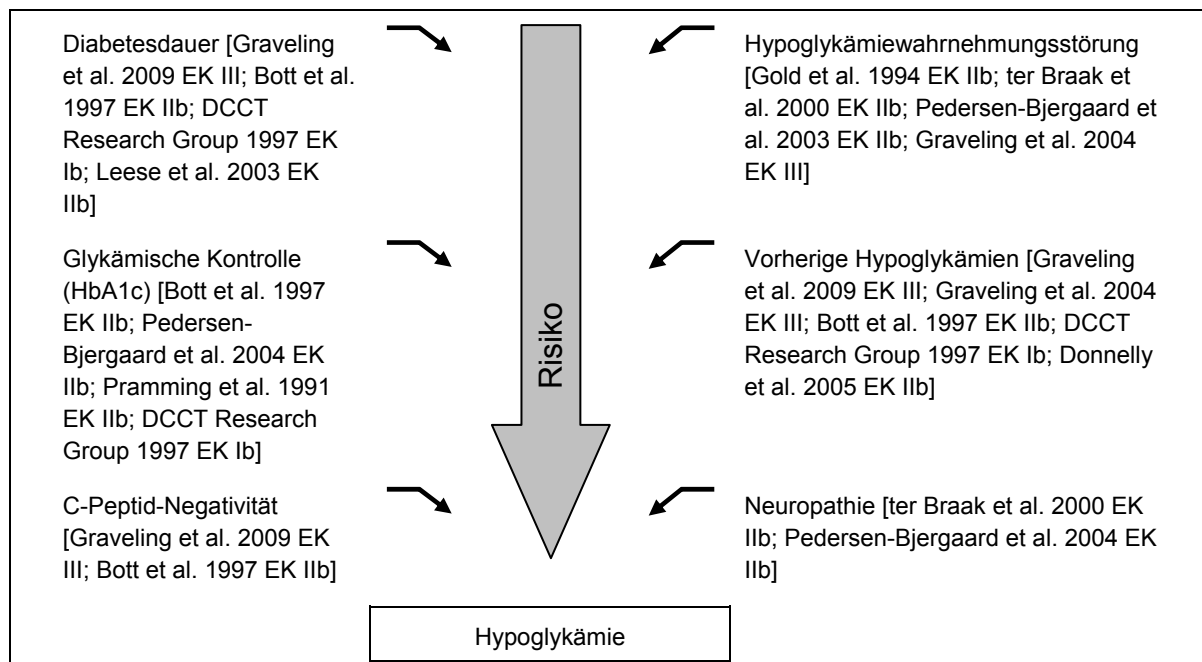 Diabetesdauer [Graveling
et al. 2009 EK III; Bott et al.
1997 EK IIb; DCCT
Research Group 1997 EK
Ib; Leese et al. 2003 EK
IIb]
Glykämische Kontrolle
(HbA1c) [Bott et al. 1997
EK IIb; Pedersen-
Bjergaard et al. 2004 EK
IIb; Pramming et al. 1991
EK IIb; DCCT Research
Group 1997 EK Ib]
C-Peptid-Negativität
[Graveling et al. 2009 EK
III; Bott et al. 1997 EK IIb]
Risiko
Hypoglykämiewahrnehmungsstörung
[Gold et al. 1994 EK IIb; ter Braak et
al. 2000 EK IIb; Pedersen-Bjergaard et
al. 2003 EK IIb; Graveling et al. 2004
EK III]
Vorherige Hypoglykämien [Graveling
et al. 2009 EK III; Graveling et al. 2004
EK III; Bott et al. 1997 EK IIb; DCCT
Research Group 1997 EK Ib; Donnelly
et al. 2005 EK IIb]
Neuropathie [ter Braak et al. 2000 EK
IIb; Pedersen-Bjergaard et al. 2004 EK
IIb]
Hypoglykämie